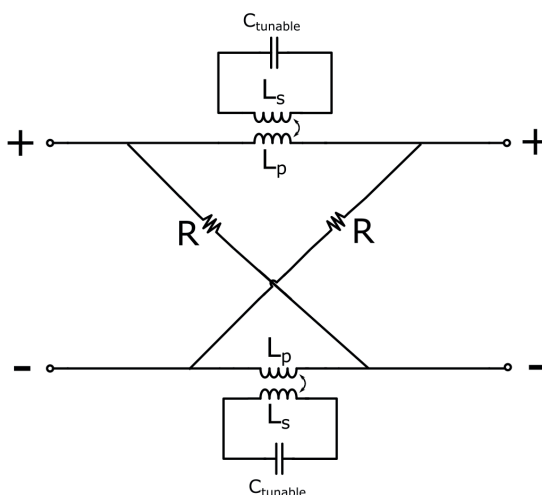 C_tunable
L_s
+ +
L_p
R R
L_p
- -
L_s
C_tunable